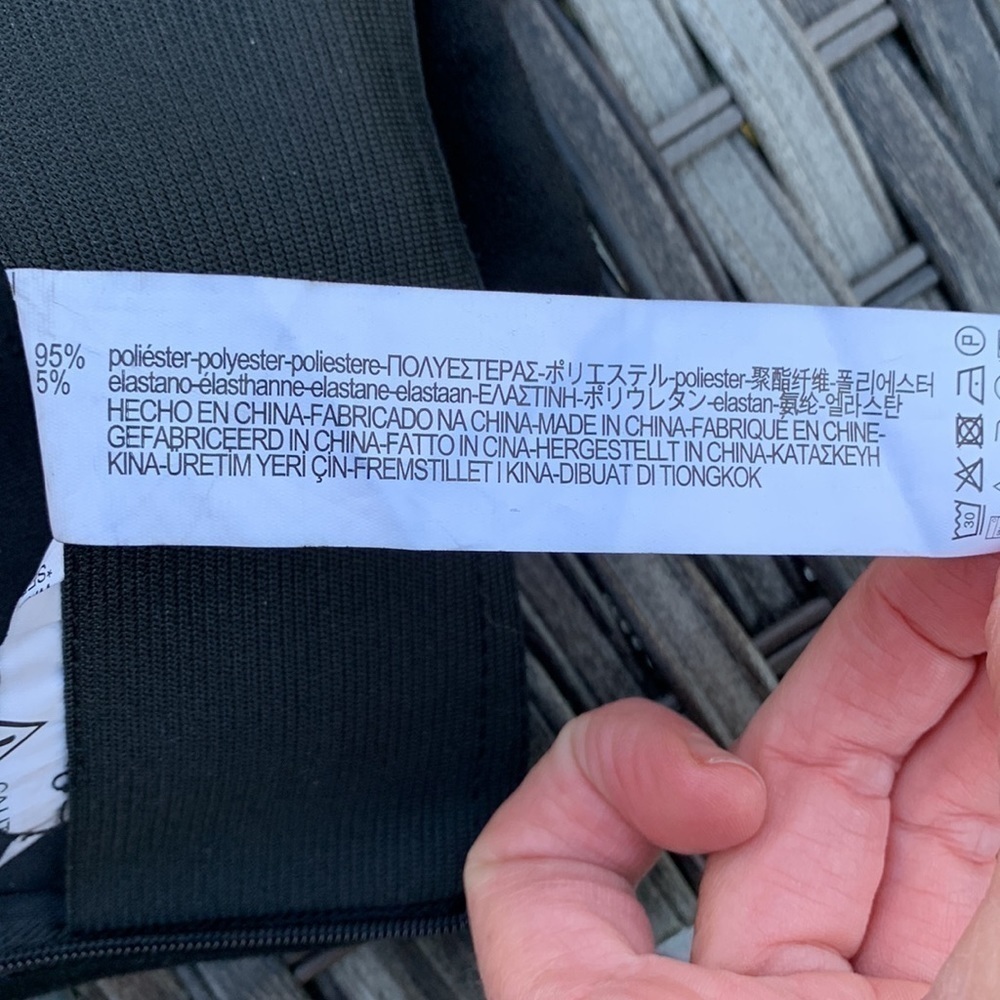 95% poliéster-polyester-poliestere-ΠΟΛΥΕΣΤΕΡΑΣ-ポリエステル-poliester-聚酯纤维-폴리에스터
5% elastano-élasthanne-elastane-elastaan-ΕΛΑΣΤΙΝΗ-ポリウレタン-elastan-氨纶-엘라스탄
HECHO EN CHINA-FABRICADO NA CHINA-MADE IN CHINA-FABRIQUÉ EN CHINE-
GEFABRICEERD IN CHINA-FATTO IN CINA-HERGESTELLT IN CHINA-ΚΑΤΑΣΚΕΥΗ
KINA-ÜRETİM YERİ ÇİN-FREMSTILLET I KINA-DIBUAT DI TIONGKOK
P
30